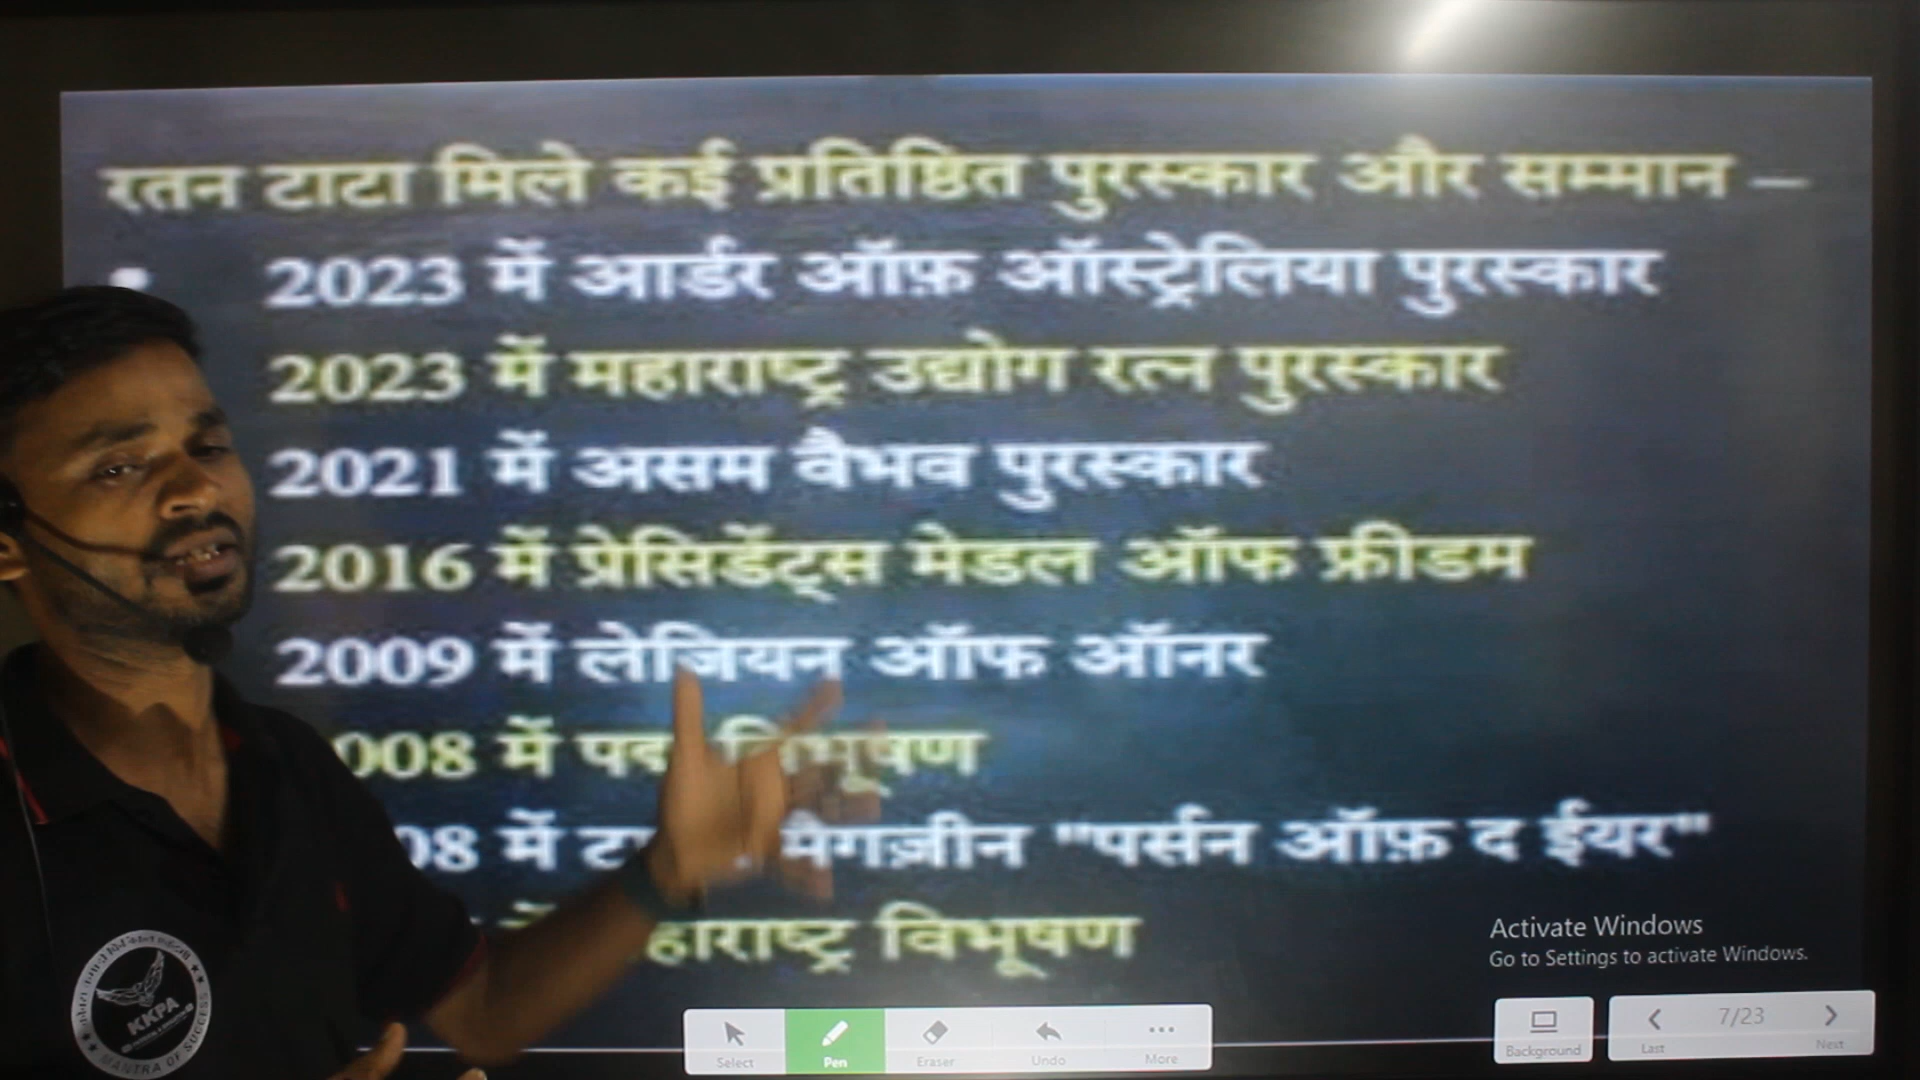 रतन टाटा मिले कई प्रतिष्ठित पुरस्कार और सम्मान –
• 2023 में आर्डर ऑफ़ ऑस्ट्रेलिया पुरस्कार
2023 में महाराष्ट्र उद्योग रत्न पुरस्कार
2021 में असम वैभव पुरस्कार
2016 में प्रेसिडेंट्स मेडल ऑफ फ्रीडम
2009 में लेजियन ऑफ ऑनर
008 में विभूषण
08 में मैगज़ीन "पर्सन ऑफ़ द ईयर"
हाराष्ट्र विभूषण
Activate Windows
Go to Settings to activate Windows.
Select Pen Eraser Undo More
Background
7/23
Last Next
KKPA
MANTRA OF SUCCESS